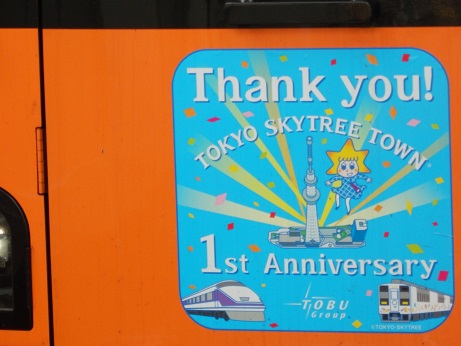 Thank you!
TOKYO SKYTREE TOWN
1st Anniversary
TOBU
Group
©TOKYO-SKYTREE